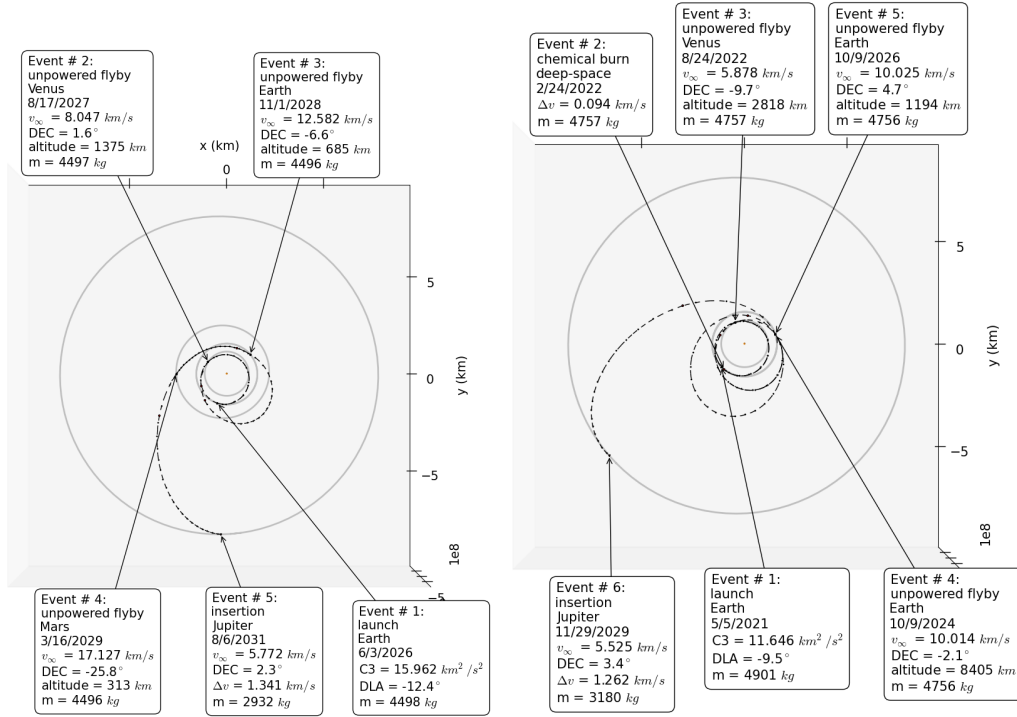 Event # 2:
unpowered flyby
Venus
8/17/2027
v∞ = 8.047 km/s
DEC = 1.6°
altitude = 1375 km
m = 4497 kg
Event # 3:
unpowered flyby
Earth
11/1/2028
v∞ = 12.582 km/s
DEC = -6.6°
altitude = 685 km
m = 4496 kg
x (km)
0
5
0
−5
y (km)
1e8
−5
Event # 4:
unpowered flyby
Mars
3/16/2029
v∞ = 17.127 km/s
DEC = -25.8°
altitude = 313 km
m = 4496 kg
Event # 5:
insertion
Jupiter
8/6/2031
v∞ = 5.772 km/s
DEC = 2.3°
Δv = 1.341 km/s
m = 2932 kg
Event # 1:
launch
Earth
6/3/2026
C3 = 15.962 km² /s²
DLA = -12.4°
m = 4498 kg
Event # 2:
chemical burn
deep-space
2/24/2022
Δv = 0.094 km/s
m = 4757 kg
Event # 3:
unpowered flyby
Venus
8/24/2022
v∞ = 5.878 km/s
DEC = -9.7°
altitude = 2818 km
m = 4757 kg
Event # 5:
unpowered flyby
Earth
10/9/2026
v∞ = 10.025 km/s
DEC = 4.7°
altitude = 1194 km
m = 4756 kg
5
0
−5
y (km)
1e8
Event # 6:
insertion
Jupiter
11/29/2029
v∞ = 5.525 km/s
DEC = 3.4°
Δv = 1.262 km/s
m = 3180 kg
Event # 1:
launch
Earth
5/5/2021
C3 = 11.646 km² /s²
DLA = -9.5°
m = 4901 kg
Event # 4:
unpowered flyby
Earth
10/9/2024
v∞ = 10.014 km/s
DEC = -2.1°
altitude = 8405 km
m = 4756 kg